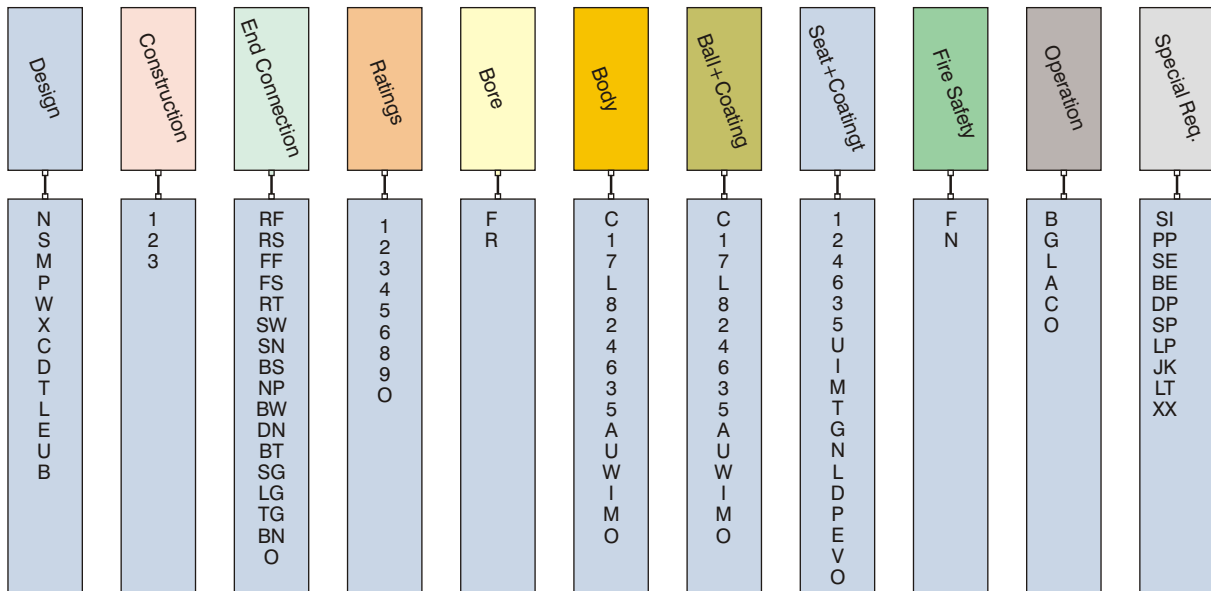 Design
Construction
End Connection
Ratings
Bore
Body
Ball+Coating
Seat+Coatingt
Fire Safety
Operation
Special Req.
N
S
M
P
W
X
C
D
T
L
E
U
B
1
2
3
RF
RS
FF
FS
RT
SW
SN
BS
NP
BW
DN
BT
SG
LG
TG
BN
O
1
2
3
4
5
6
8
9
O
F
R
C
1
7
L
8
2
4
6
3
5
A
U
W
I
M
O
C
1
7
L
8
2
4
6
3
5
A
U
W
I
M
O
1
2
4
6
3
5
U
I
M
T
G
N
L
D
P
E
V
O
F
N
B
G
L
A
C
O
SI
PP
SE
BE
DP
SP
LP
JK
LT
XX